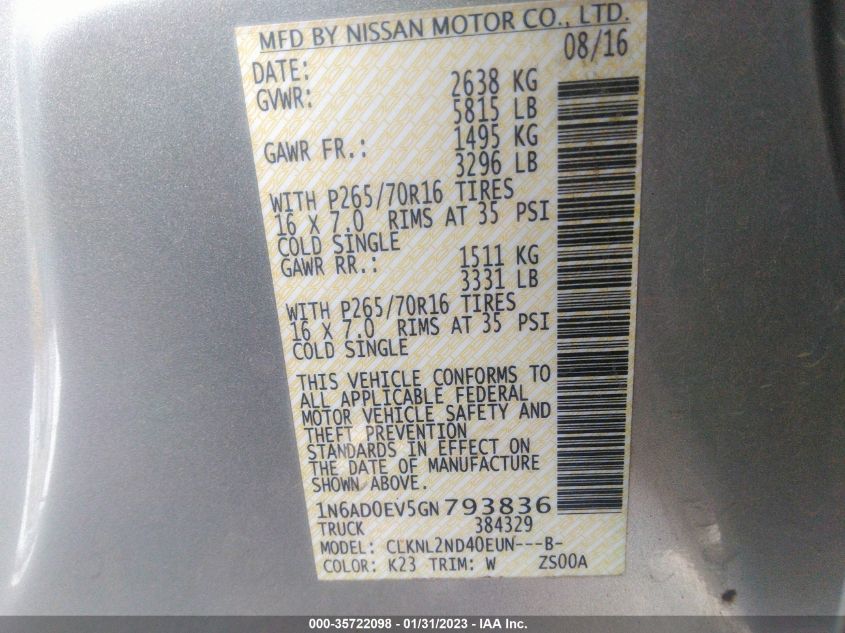 MFD BY NISSAN MOTOR CO., LTD.
DATE: 08/16
GVWR: 2638 KG
5815 LB
GAWR FR.: 1495 KG
3296 LB
WITH P265/70R16 TIRES
16 X 7.0 RIMS AT 35 PSI
COLD SINGLE
GAWR RR.: 1511 KG
3331 LB
WITH P265/70R16 TIRES
16 X 7.0 RIMS AT 35 PSI
COLD SINGLE
THIS VEHICLE CONFORMS TO
ALL APPLICABLE FEDERAL
MOTOR VEHICLE SAFETY AND
THEFT PREVENTION
STANDARDS IN EFFECT ON
THE DATE OF MANUFACTURE
SHOWN ABOVE.
1N6AD0EV5GN793836
TRUCK 384329
MODEL: CLKNL2ND40EUN---B-
COLOR: K23 TRIM: W ZS00A
000-35722098 - 01/31/2023 - IAA Inc.